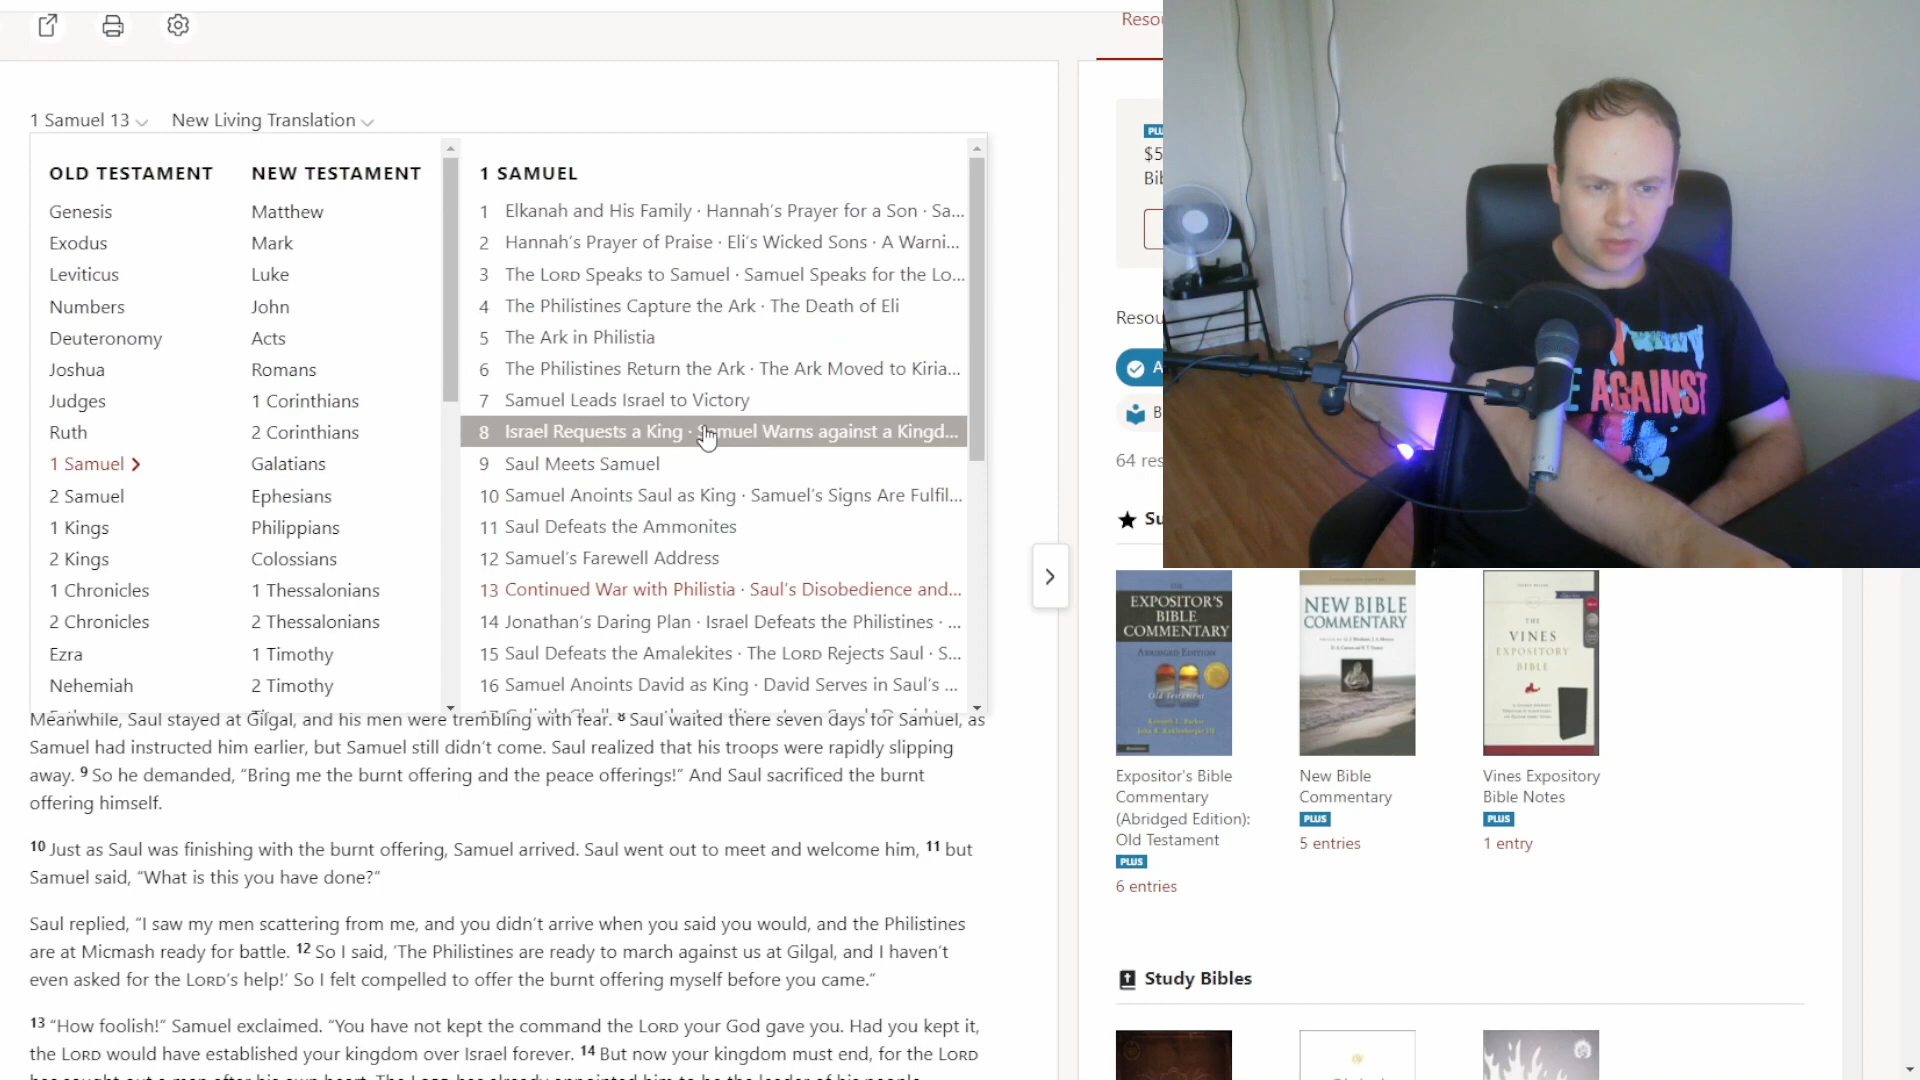 Reso
1 Samuel 13
New Living Translation
OLD TESTAMENT
Genesis
Exodus
Leviticus
Numbers
Deuteronomy
Joshua
Judges
Ruth
1 Samuel
2 Samuel
1 Kings
2 Kings
1 Chronicles
2 Chronicles
Ezra
Nehemiah
NEW TESTAMENT
Matthew
Mark
Luke
John
Acts
Romans
1 Corinthians
2 Corinthians
Galatians
Ephesians
Philippians
Colossians
1 Thessalonians
2 Thessalonians
1 Timothy
2 Timothy
1 SAMUEL
1 Elkanah and His Family · Hannah’s Prayer for a Son · Sa...
2 Hannah’s Prayer of Praise · Eli’s Wicked Sons · A Warni...
3 The LORD Speaks to Samuel · Samuel Speaks for the Lo...
4 The Philistines Capture the Ark · The Death of Eli
5 The Ark in Philistia
6 The Philistines Return the Ark · The Ark Moved to Kiria...
7 Samuel Leads Israel to Victory
8 Israel Requests a King · Samuel Warns against a Kingd...
9 Saul Meets Samuel
10 Samuel Anoints Saul as King · Samuel’s Signs Are Fulfil...
11 Saul Defeats the Ammonites
12 Samuel’s Farewell Address
13 Continued War with Philistia · Saul’s Disobedience and...
14 Jonathan’s Daring Plan · Israel Defeats the Philistines · ...
15 Saul Defeats the Amalekites · The LORD Rejects Saul · S...
16 Samuel Anoints David as King · David Serves in Saul’s ...
Meanwhile, Saul stayed at Gilgal, and his men were trembling with fear. 8 Saul waited there seven days for Samuel, as
Samuel had instructed him earlier, but Samuel still didn’t come. Saul realized that his troops were rapidly slipping
away. 9 So he demanded, “Bring me the burnt offering and the peace offerings!” And Saul sacrificed the burnt
offering himself.
10 Just as Saul was finishing with the burnt offering, Samuel arrived. Saul went out to meet and welcome him, 11 but
Samuel said, “What is this you have done?”
Saul replied, “I saw my men scattering from me, and you didn’t arrive when you said you would, and the Philistines
are at Micmash ready for battle. 12 So I said, ‘The Philistines are ready to march against us at Gilgal, and I haven’t
even asked for the LORD’s help!’ So I felt compelled to offer the burnt offering myself before you came.”
13 “How foolish!” Samuel exclaimed. “You have not kept the command the LORD your God gave you. Had you kept it,
the LORD would have established your kingdom over Israel forever. 14 But now your kingdom must end, for the LORD
PLU
$5
Bib
Resou
A
B
64 res
Su
E AGAINST
EXPOSITOR'S
BIBLE
COMMENTARY
ABRIDGED EDITION
Old Testament
NEW BIBLE
COMMENTARY
THE
VINES
EXPOSITORY
BIBLE
Expositor's Bible
Commentary
(Abridged Edition):
Old Testament
PLUS
6 entries
New Bible
Commentary
PLUS
5 entries
Vines Expository
Bible Notes
PLUS
1 entry
Study Bibles